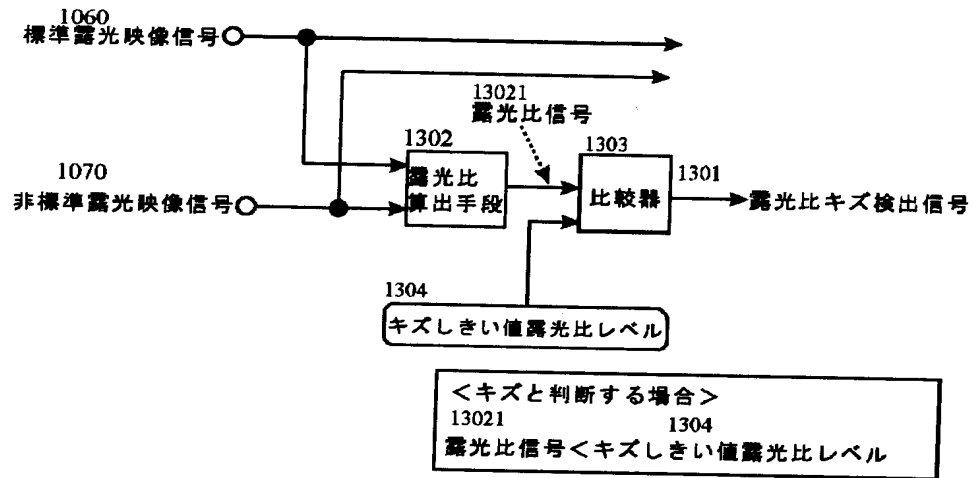 1060
標準露光映像信号
13021
露光比信号
1302
1303
1070
露光比
算出手段
比較器
1301
非標準露光映像信号
露光比キズ検出信号
1304
キズしきい値露光比レベル
＜キズと判断する場合＞
13021 1304
露光比信号＜キズしきい値露光比レベル